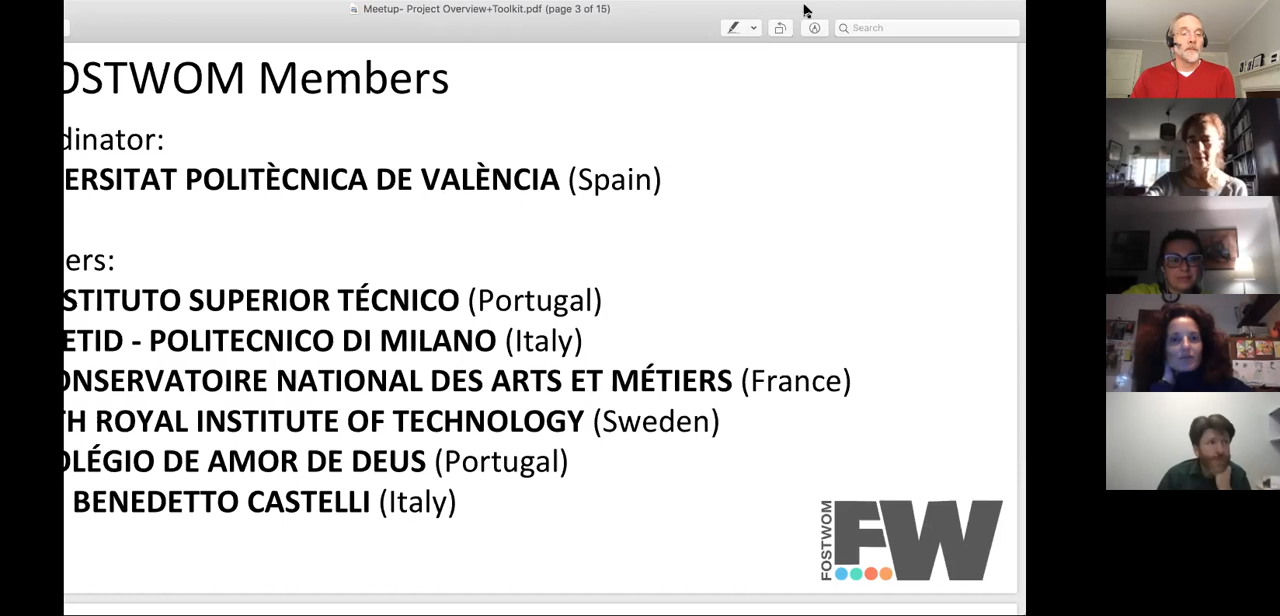 Meetup- Project Overview+Toolkit.pdf (page 3 of 15)
Search
OSTWOM Members
dinator:
ERSITAT POLITÈCNICA DE VALÈNCIA (Spain)
ers:
STITUTO SUPERIOR TÉCNICO (Portugal)
ETID - POLITECNICO DI MILANO (Italy)
ONSERVATOIRE NATIONAL DES ARTS ET MÉTIERS (France)
TH ROYAL INSTITUTE OF TECHNOLOGY (Sweden)
OLÉGIO DE AMOR DE DEUS (Portugal)
BENEDETTO CASTELLI (Italy)
FOSTWOM
FW